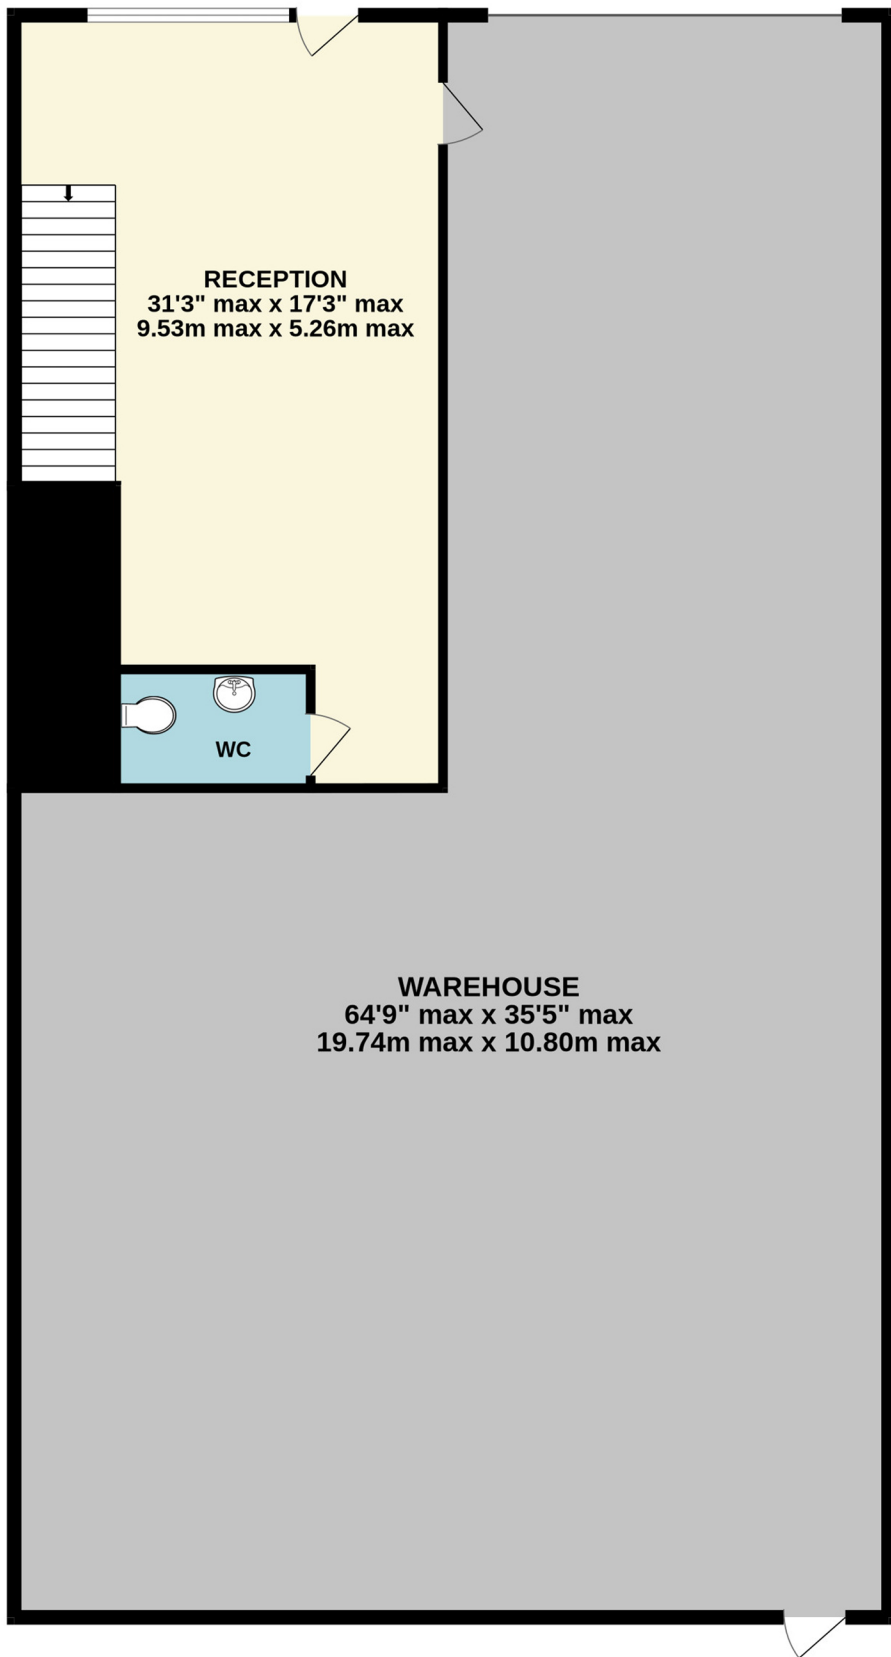 RECEPTION
31'3" max x 17'3" max
9.53m max x 5.26m max
WC
WAREHOUSE
64'9" max x 35'5" max
19.74m max x 10.80m max